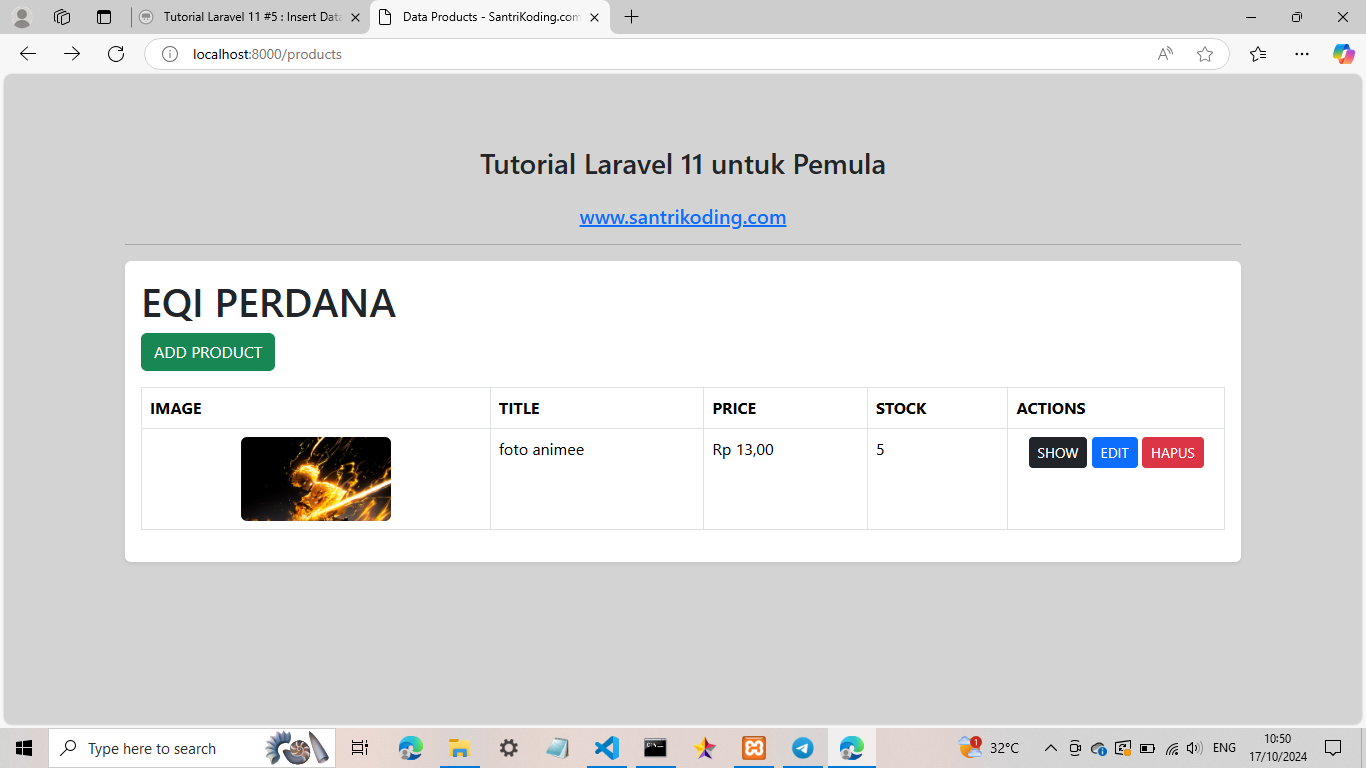 Tutorial Laravel 11 #5 : Insert Data
Data Products - SantriKoding.com
localhost:8000/products
Tutorial Laravel 11 untuk Pemula
www.santrikoding.com
EQI PERDANA
ADD PRODUCT
IMAGE TITLE PRICE STOCK ACTIONS
foto animee Rp 13,00 5 SHOW EDIT HAPUS
Type here to search
1 32°C ENG 10:50
17/10/2024